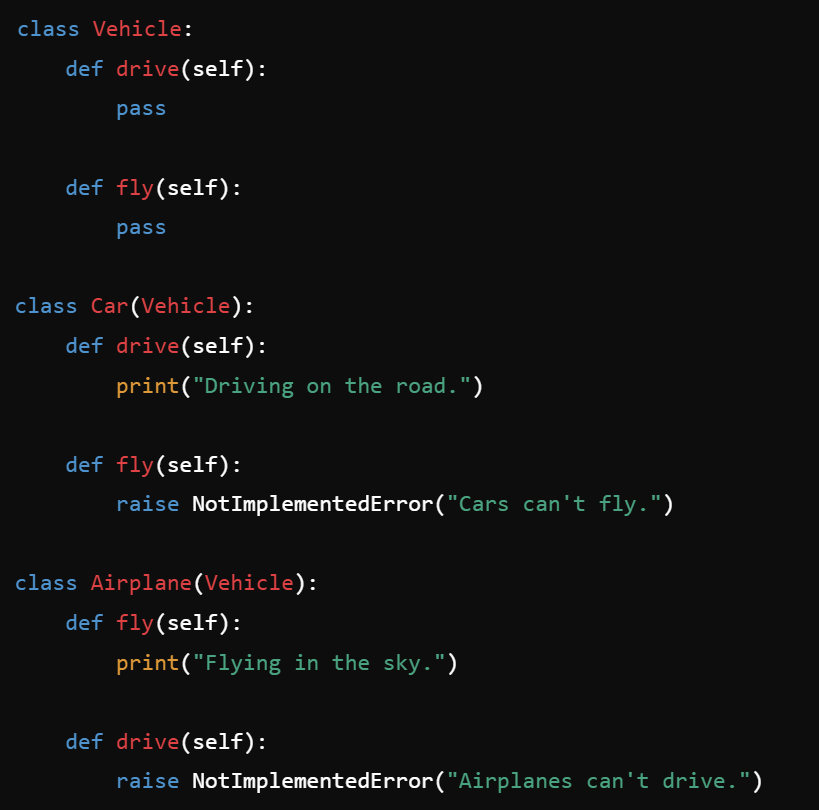 class Vehicle:
    def drive(self):
        pass

    def fly(self):
        pass

class Car(Vehicle):
    def drive(self):
        print("Driving on the road.")

    def fly(self):
        raise NotImplementedError("Cars can't fly.")

class Airplane(Vehicle):
    def fly(self):
        print("Flying in the sky.")

    def drive(self):
        raise NotImplementedError("Airplanes can't drive.")